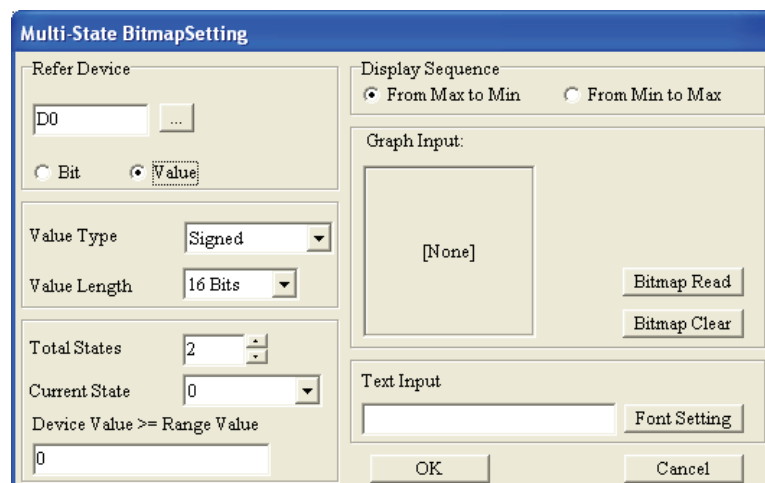 Multi-State BitmapSetting
Refer Device
D0
...
Bit
Value
Value Type
Signed
Value Length
16 Bits
Total States
2
Current State
0
Device Value >= Range Value
0
Display Sequence
From Max to Min
From Min to Max
Graph Input:
[None]
Bitmap Read
Bitmap Clear
Text Input
Font Setting
OK
Cancel